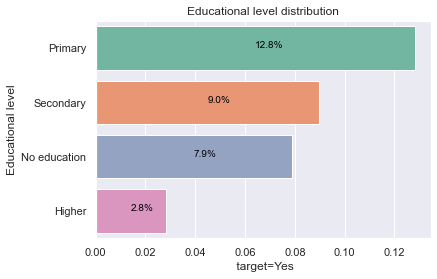 Educational level distribution
Primary
12.8%
Secondary
9.0%
No education
7.9%
Higher
2.8%
Educational level
0.00 0.02 0.04 0.06 0.08 0.10 0.12
target=Yes